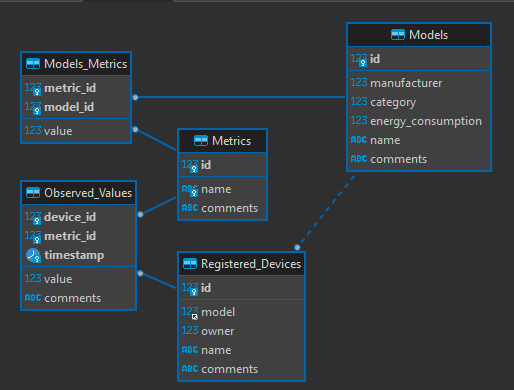 Models_Metrics
123 metric_id
123 model_id
123 value
Models
123 id
123 manufacturer
123 category
123 energy_consumption
ABC name
ABC comments
Metrics
123 id
ABC name
ABC comments
Observed_Values
123 device_id
123 metric_id
timestamp
123 value
ABC comments
Registered_Devices
123 id
123 model
123 owner
ABC name
ABC comments